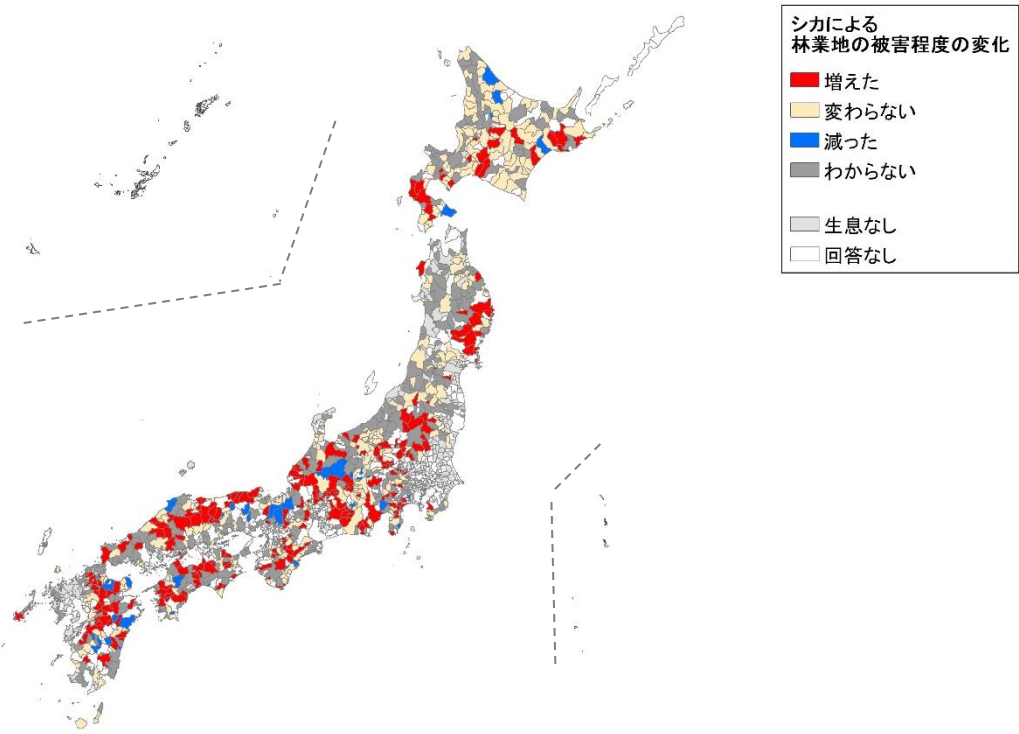 シカによる
林業地の被害程度の変化
増えた
変わらない
減った
わからない
生息なし
回答なし